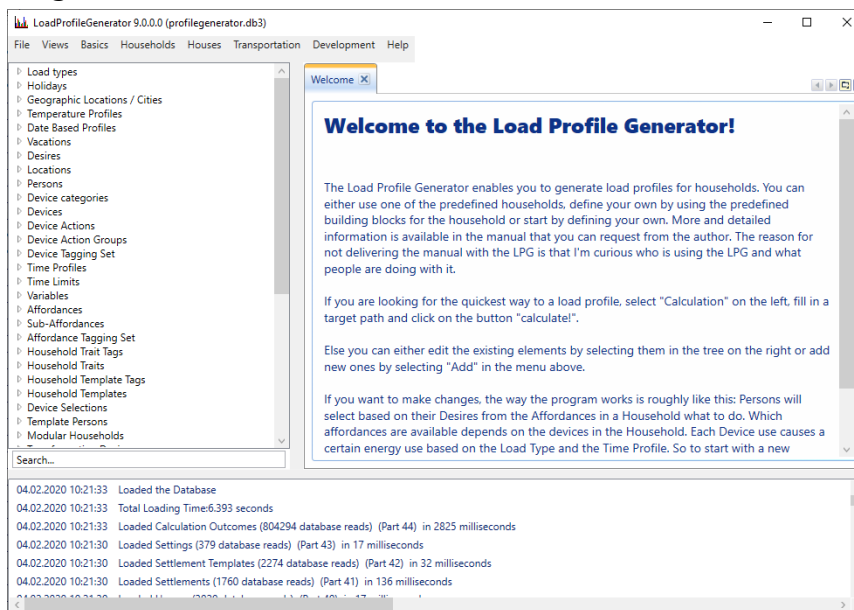 LoadProfileGenerator 9.0.0.0 (profilegenerator.db3)
File Views Basics Households Houses Transportation Development Help
Load types
Holidays
Geographic Locations / Cities
Temperature Profiles
Date Based Profiles
Vacations
Desires
Locations
Persons
Device categories
Devices
Device Actions
Device Action Groups
Device Tagging Set
Time Profiles
Time Limits
Variables
Affordances
Sub-Affordances
Affordance Tagging Set
Household Trait Tags
Household Traits
Household Template Tags
Household Templates
Device Selections
Template Persons
Modular Households
Search...
Welcome
Welcome to the Load Profile Generator!
The Load Profile Generator enables you to generate load profiles for households. You can
either use one of the predefined households, define your own by using the predefined
building blocks for the household or start by defining your own. More and detailed
information is available in the manual that you can request from the author. The reason for
not delivering the manual with the LPG is that I'm curious who is using the LPG and what
people are doing with it.
If you are looking for the quickest way to a load profile, select "Calculation" on the left, fill in a
target path and click on the button "calculate!".
Else you can either edit the existing elements by selecting them in the tree on the right or add
new ones by selecting "Add" in the menu above.
If you want to make changes, the way the program works is roughly like this: Persons will
select based on their Desires from the Affordances in a Household what to do. Which
affordances are available depends on the devices in the Household. Each Device use causes a
certain energy use based on the Load Type and the Time Profile. So to start with a new
04.02.2020 10:21:33 Loaded the Database
04.02.2020 10:21:33 Total Loading Time:6.393 seconds
04.02.2020 10:21:33 Loaded Calculation Outcomes (804294 database reads) (Part 44) in 2825 milliseconds
04.02.2020 10:21:30 Loaded Settings (379 database reads) (Part 43) in 17 milliseconds
04.02.2020 10:21:30 Loaded Settlement Templates (2274 database reads) (Part 42) in 32 milliseconds
04.02.2020 10:21:30 Loaded Settlements (1760 database reads) (Part 41) in 136 milliseconds